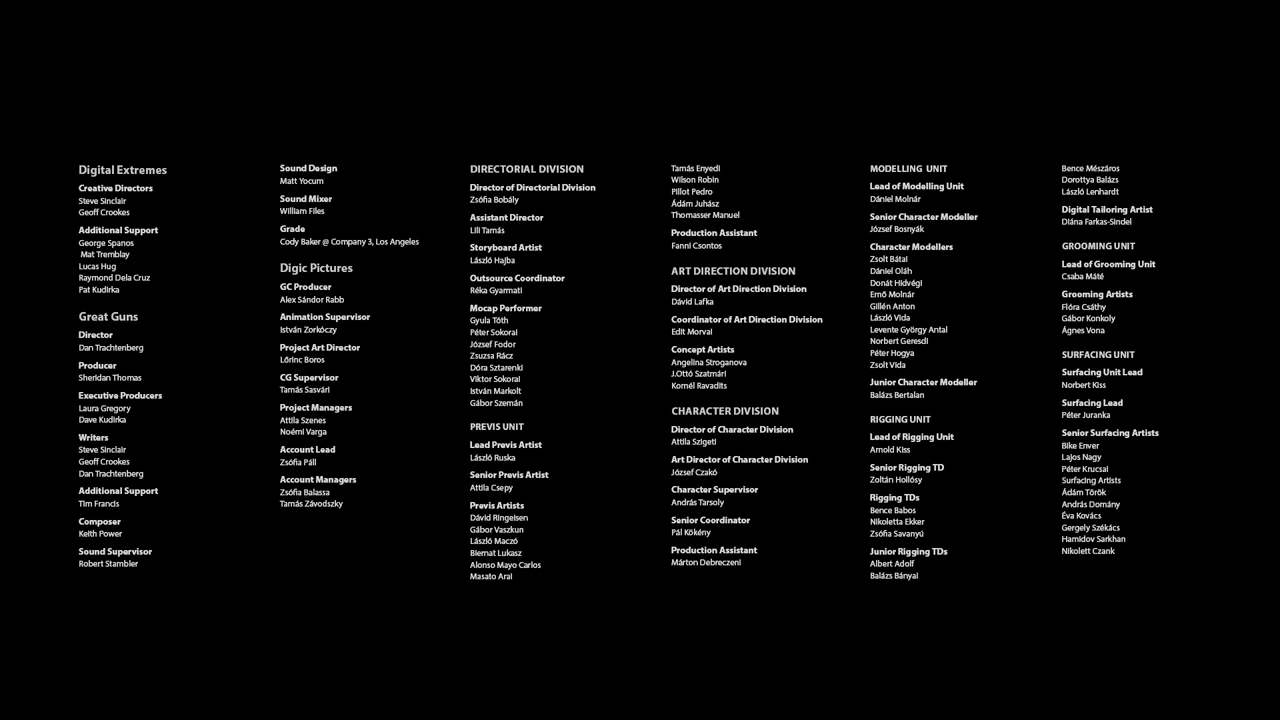 Digital Extremes
Creative Directors
Steve Sinclair
Geoff Crookes
Additional Support
George Spanos
Mat Tremblay
Lucas Hug
Raymond Dela Cruz
Pat Kudirka
Great Guns
Director
Dan Trachtenberg
Producer
Sheridan Thomas
Executive Producers
Laura Gregory
Dave Kudirka
Writers
Steve Sinclair
Geoff Crookes
Dan Trachtenberg
Additional Support
Tim Francis
Composer
Keith Power
Sound Supervisor
Robert Stambler
Sound Design
Matt Yocum
Sound Mixer
William Files
Grade
Cody Baker @ Company 3, Los Angeles
Digic Pictures
GC Producer
Alex Sándor Rabb
Animation Supervisor
István Zorkóczy
Project Art Director
Lőrinc Boros
CG Supervisor
Tamás Sasvári
Project Managers
Attila Szenes
Noémi Varga
Account Lead
Zsófia Páll
Account Managers
Zsófia Balassa
Tamás Závodszky
DIRECTORIAL DIVISION
Director of Directorial Division
Zsófia Bobály
Assistant Director
Lili Tamás
Storyboard Artist
László Hajba
Outsource Coordinator
Réka Gyarmati
Mocap Performer
Gyula Tóth
Péter Sokorai
József Fodor
Zsuzsa Rácz
Dóra Sztarenki
Viktor Sokorai
István Markolt
Gábor Szemán
PREVIS UNIT
Lead Previs Artist
László Ruska
Senior Previs Artist
Attila Csepy
Previs Artists
Dávid Ringeisen
Gábor Vaszkun
László Maczó
Biernat Lukasz
Alonso Mayo Carlos
Masato Arai
Tamás Enyedi
Wilson Robin
Pillot Pedro
Ádám Juhász
Thomasser Manuel
Production Assistant
Fanni Csontos
ART DIRECTION DIVISION
Director of Art Direction Division
Dávid Lafka
Coordinator of Art Direction Division
Edit Morvai
Concept Artists
Angelina Stroganova
J.Ottó Szatmári
Kornél Ravadits
CHARACTER DIVISION
Director of Character Division
Attila Szigeti
Art Director of Character Division
József Czakó
Character Supervisor
András Tarsoly
Senior Coordinator
Pál Kökény
Production Assistant
Márton Debreczeni
MODELLING UNIT
Lead of Modelling Unit
Dániel Molnár
Senior Character Modeller
József Bosnyák
Character Modellers
Zsolt Bátai
Dániel Oláh
Donát Hidvégi
Ernő Molnár
Gillén Anton
László Vida
Levente György Antal
Norbert Geresdi
Péter Hogya
Zsolt Vida
Junior Character Modeller
Balázs Bertalan
RIGGING UNIT
Lead of Rigging Unit
Arnold Kiss
Senior Rigging TD
Zoltán Hollósy
Rigging TDs
Bence Babos
Nikoletta Ekker
Zsófia Savanyú
Junior Rigging TDs
Albert Adolf
Balázs Bányai
Bence Mészáros
Dorottya Balázs
László Lenhardt
Digital Tailoring Artist
Diána Farkas-Sindel
GROOMING UNIT
Lead of Grooming Unit
Csaba Máté
Grooming Artists
Flóra Csáthy
Gábor Konkoly
Ágnes Vona
SURFACING UNIT
Surfacing Unit Lead
Norbert Kiss
Surfacing Lead
Péter Juranka
Senior Surfacing Artists
Bike Enver
Lajos Nagy
Péter Krucsai
Surfacing Artists
Ádám Török
András Domány
Éva Kovács
Gergely Székács
Hamidov Sarkhan
Nikolett Czank